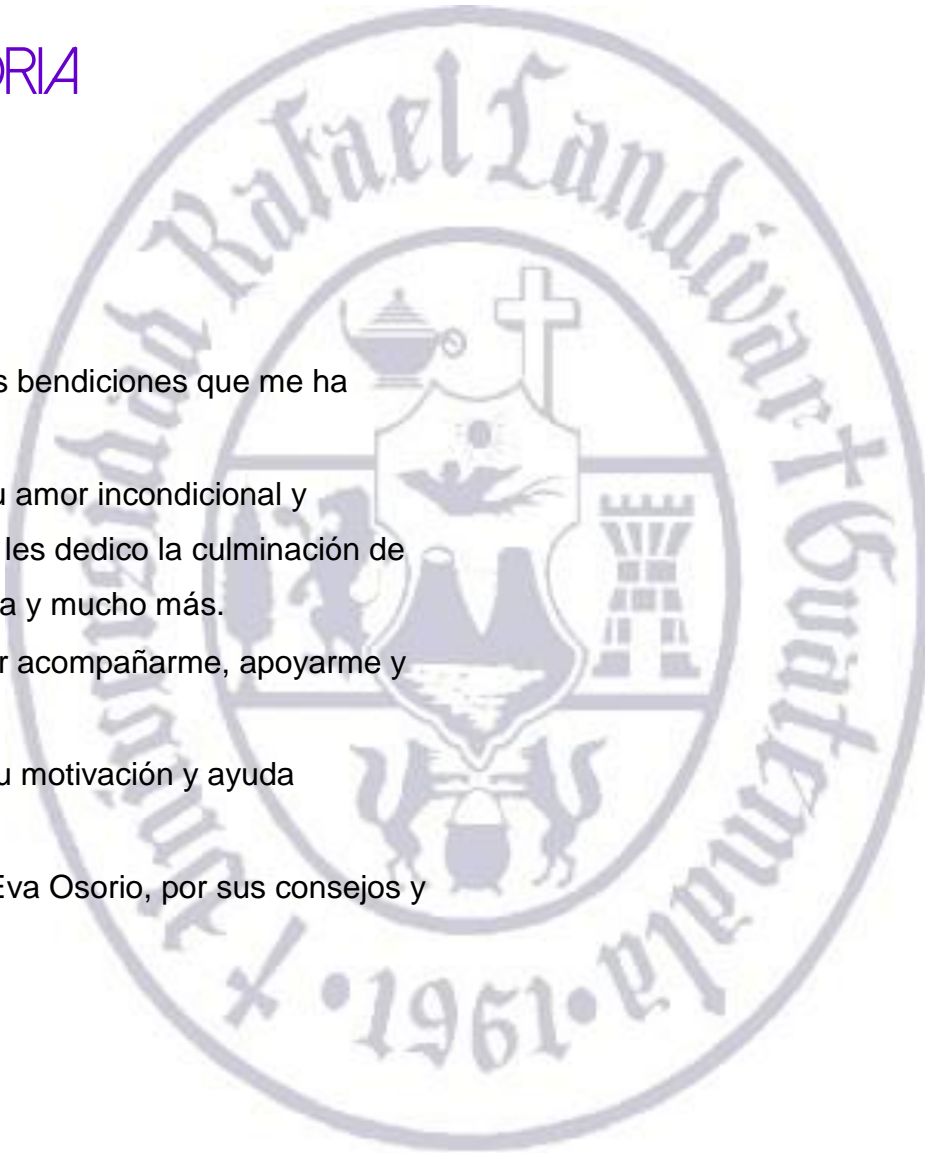 ORIA
s bendiciones que me ha
u amor incondicional y
les dedico la culminación de
a y mucho más.
r acompañarme, apoyarme y
u motivación y ayuda
Eva Osorio, por sus consejos y
Universidad Rafael Landívar † Guatemala • 1961 • †